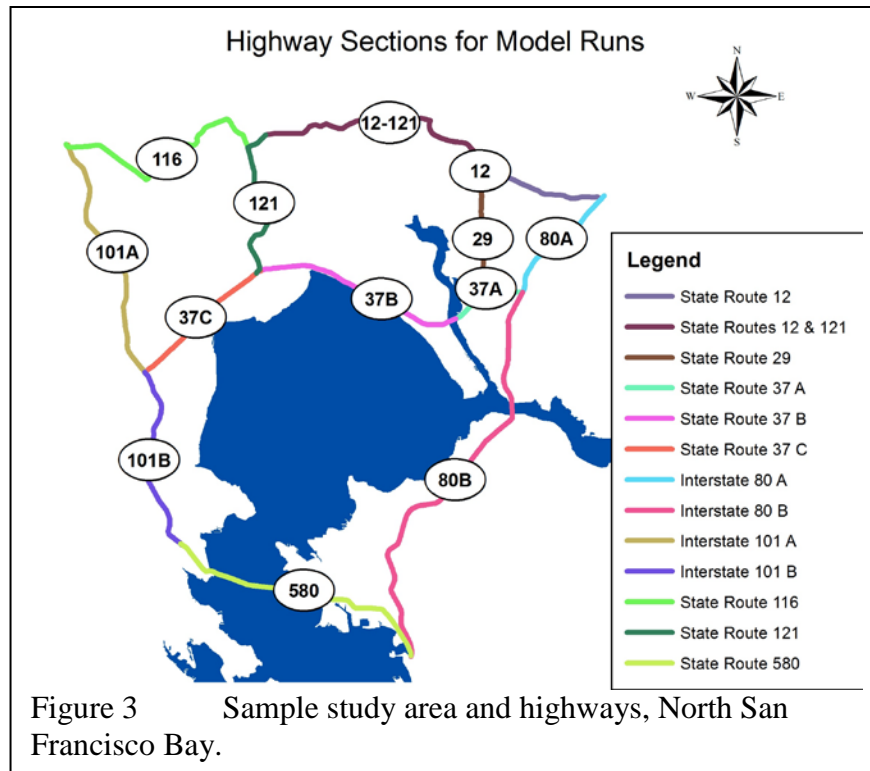 Highway Sections for Model Runs
N
W E
S
12-121
116
12
121
29
80A
101A
37A
37B
37C
101B
80B
580
Legend
State Route 12
State Routes 12 & 121
State Route 29
State Route 37 A
State Route 37 B
State Route 37 C
Interstate 80 A
Interstate 80 B
Interstate 101 A
Interstate 101 B
State Route 116
State Route 121
State Route 580
Figure 3 Sample study area and highways, North San
Francisco Bay.